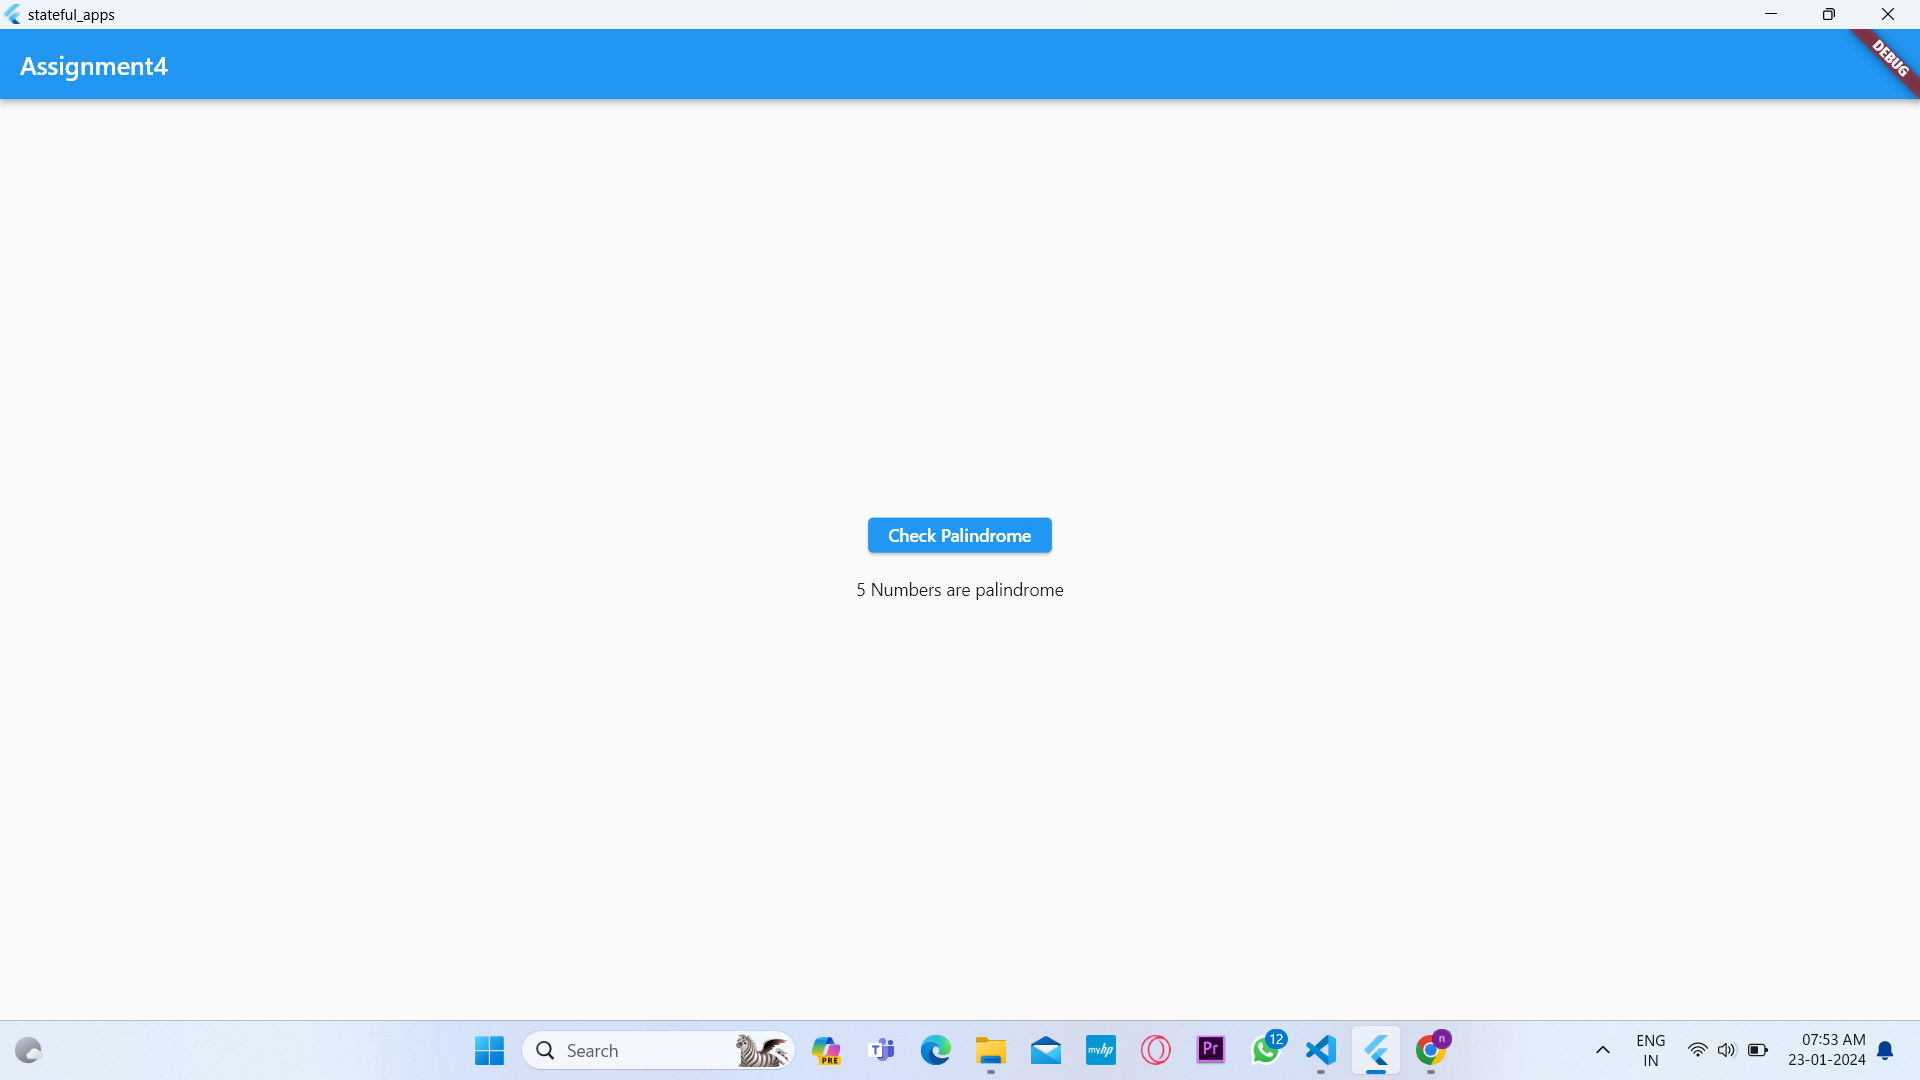 stateful_apps
Assignment4
DEBUG
Check Palindrome
5 Numbers are palindrome
Search
PRE
T
myhp
Pr
12
n
ENG
IN
07:53 AM
23-01-2024